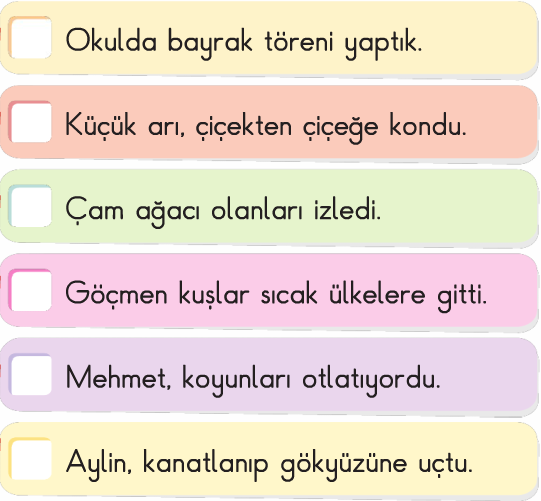 Okulda bayrak töreni yaptık.
Küçük arı, çiçekten çiçeğe kondu.
Çam ağacı olanları izledi.
Göçmen kuşlar sıcak ülkelere gitti.
Mehmet, koyunları otlatıyordu.
Aylin, kanatlanıp gökyüzüne uçtu.